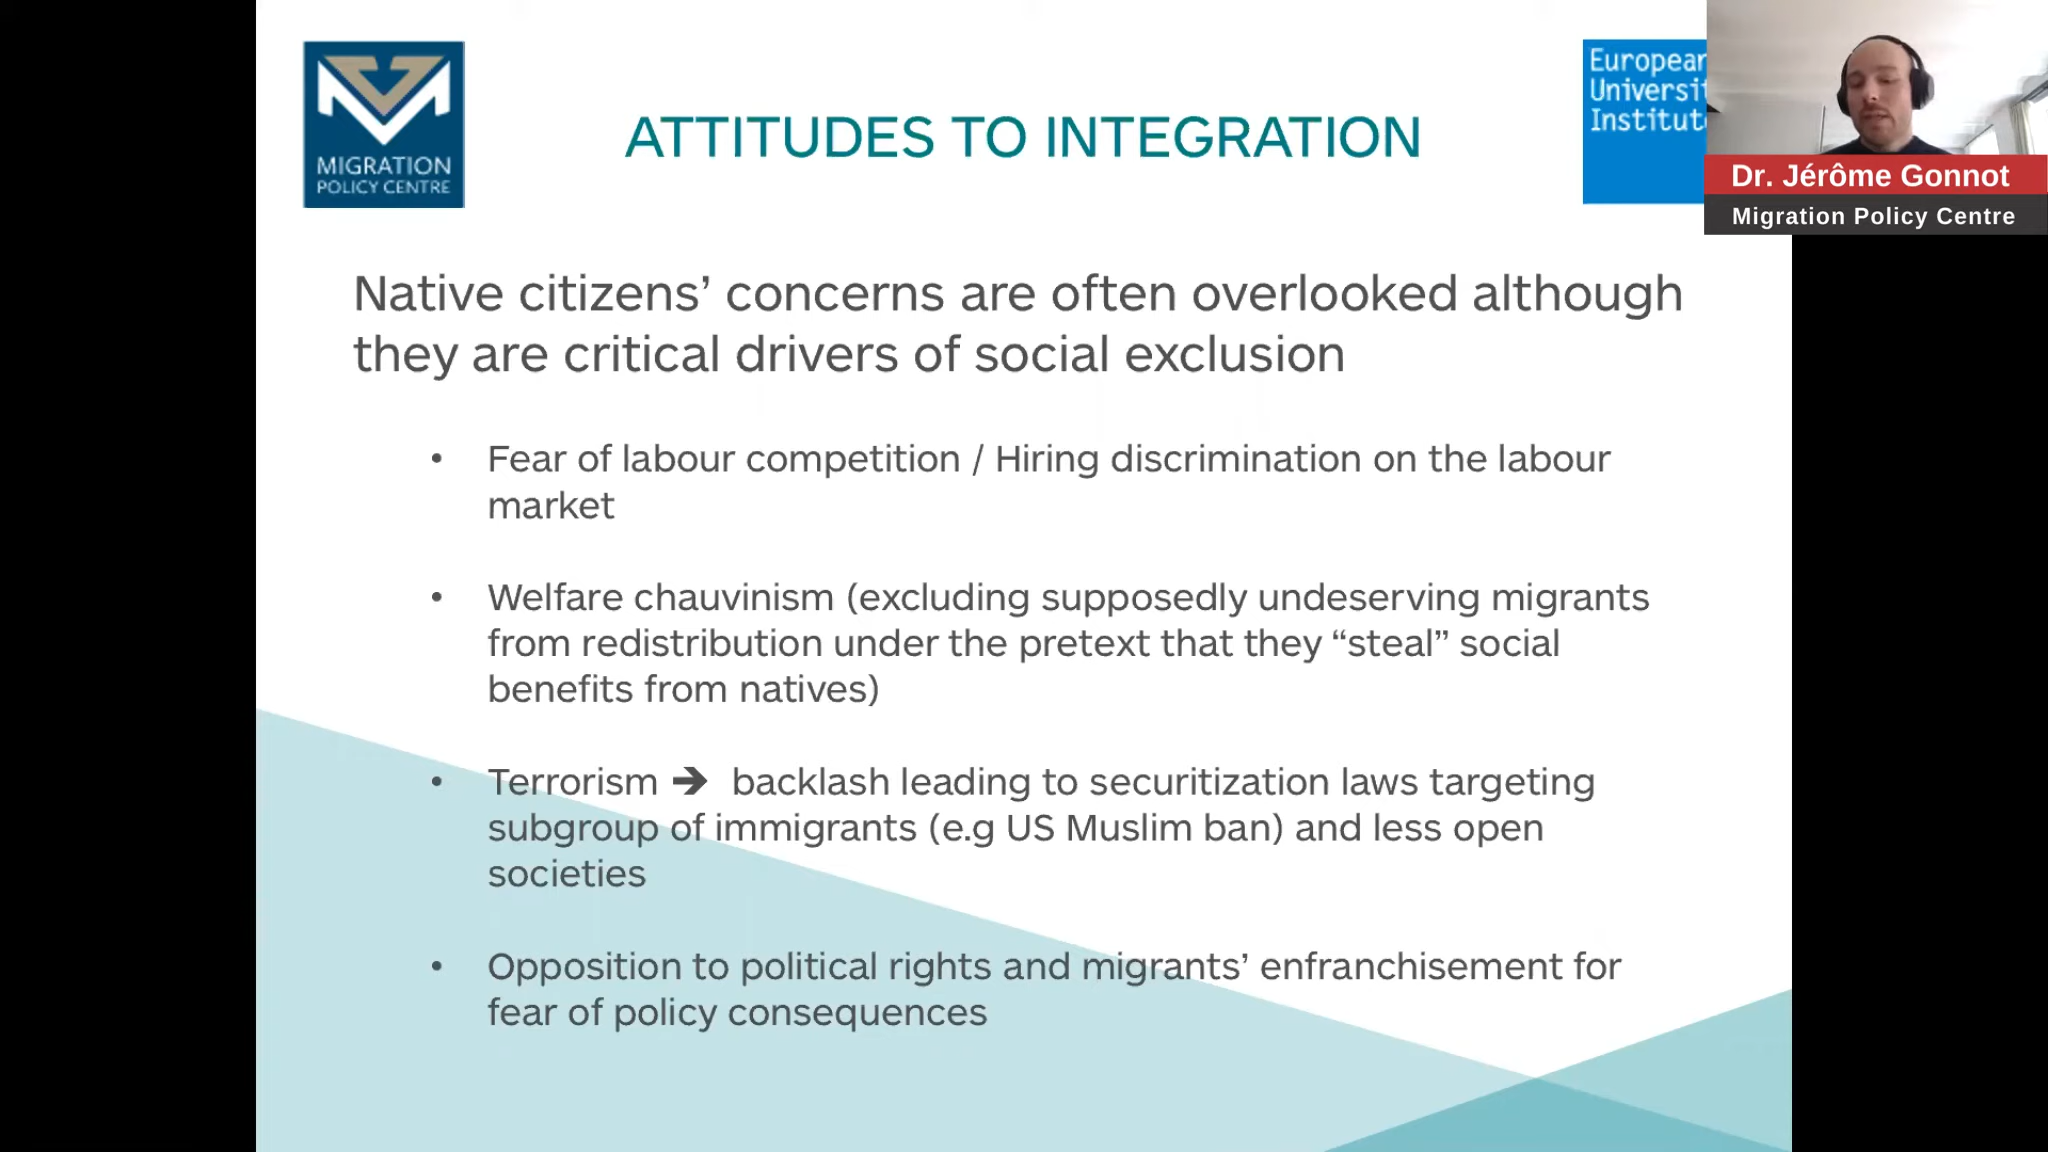 MIGRATION
POLICY CENTRE
ATTITUDES TO INTEGRATION
European
Universit
Institut
Dr. Jérôme Gonnot
Migration Policy Centre
Native citizens’ concerns are often overlooked although
they are critical drivers of social exclusion
• Fear of labour competition / Hiring discrimination on the labour
market
• Welfare chauvinism (excluding supposedly undeserving migrants
from redistribution under the pretext that they “steal” social
benefits from natives)
• Terrorism ➔ backlash leading to securitization laws targeting
subgroup of immigrants (e.g US Muslim ban) and less open
societies
• Opposition to political rights and migrants’ enfranchisement for
fear of policy consequences